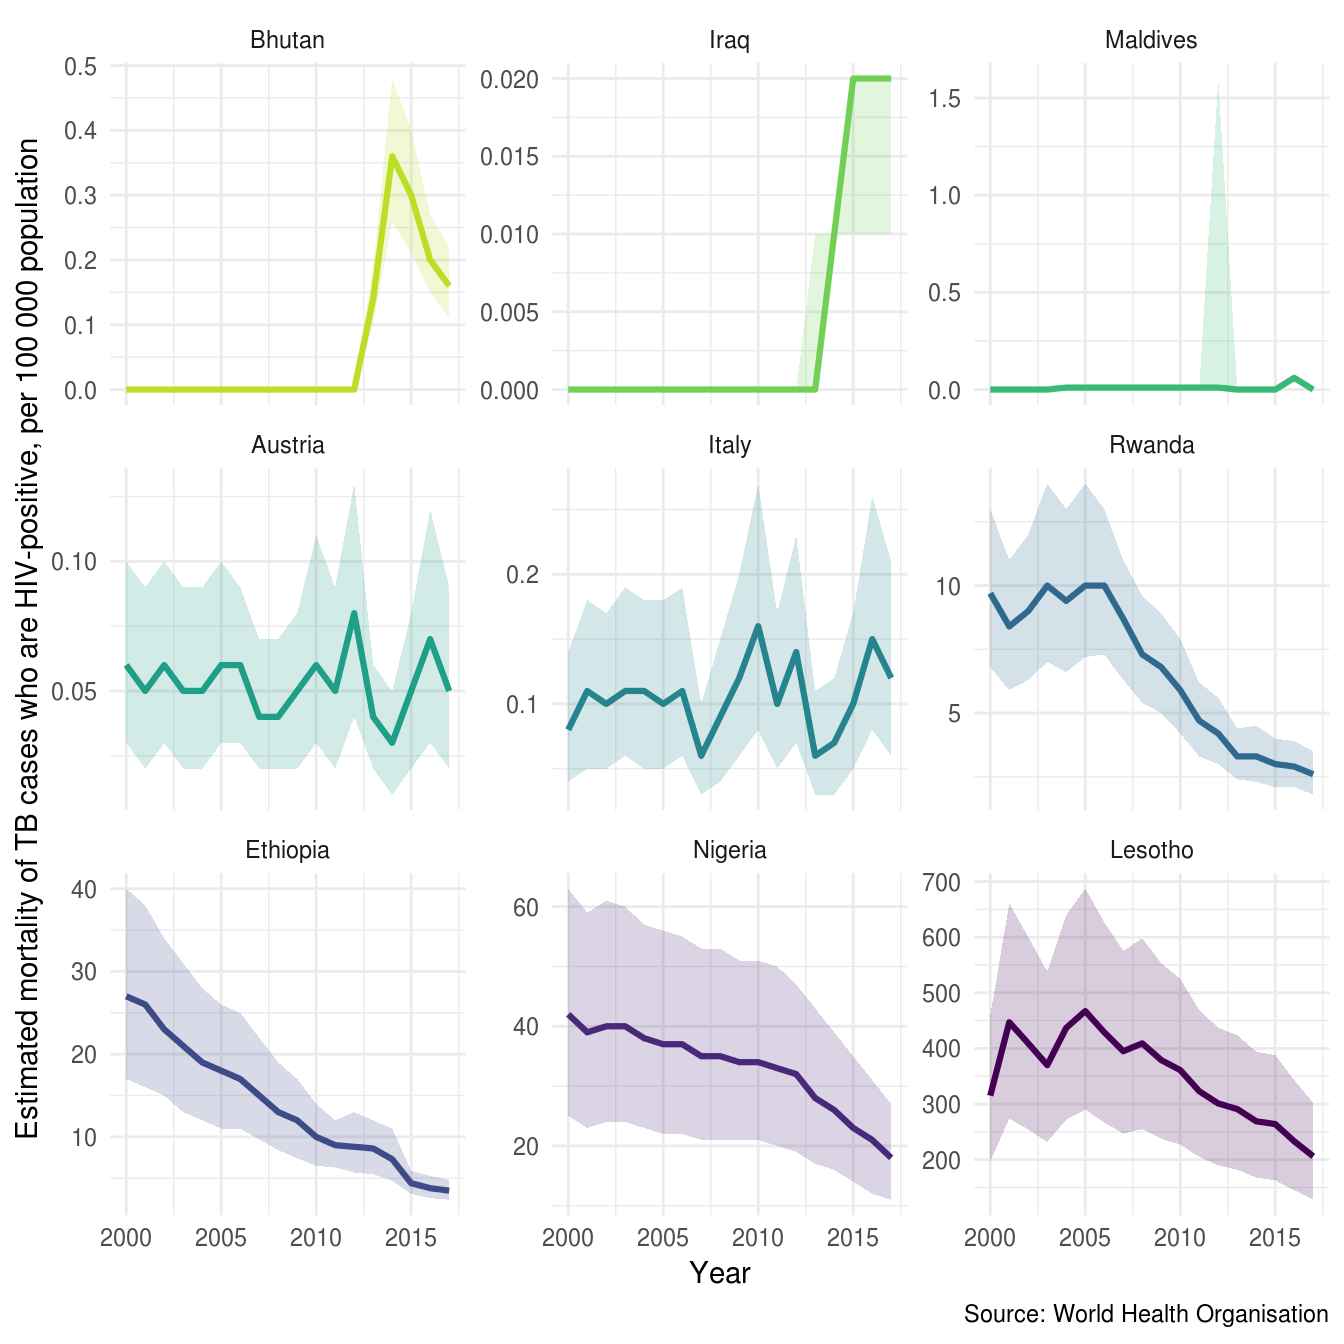 Bhutan
Iraq
Maldives
0.5
0.4
0.3
0.2
0.1
0.0
0.020
0.015
0.010
0.005
0.000
1.5
1.0
0.5
0.0
Austria
Italy
Rwanda
0.10
0.05
0.2
0.1
10
5
Ethiopia
Nigeria
Lesotho
40
30
20
10
60
40
20
700
600
500
400
300
200
2000 2005 2010 2015
2000 2005 2010 2015
2000 2005 2010 2015
Estimated mortality of TB cases who are HIV-positive, per 100 000 population
Year
Source: World Health Organisation